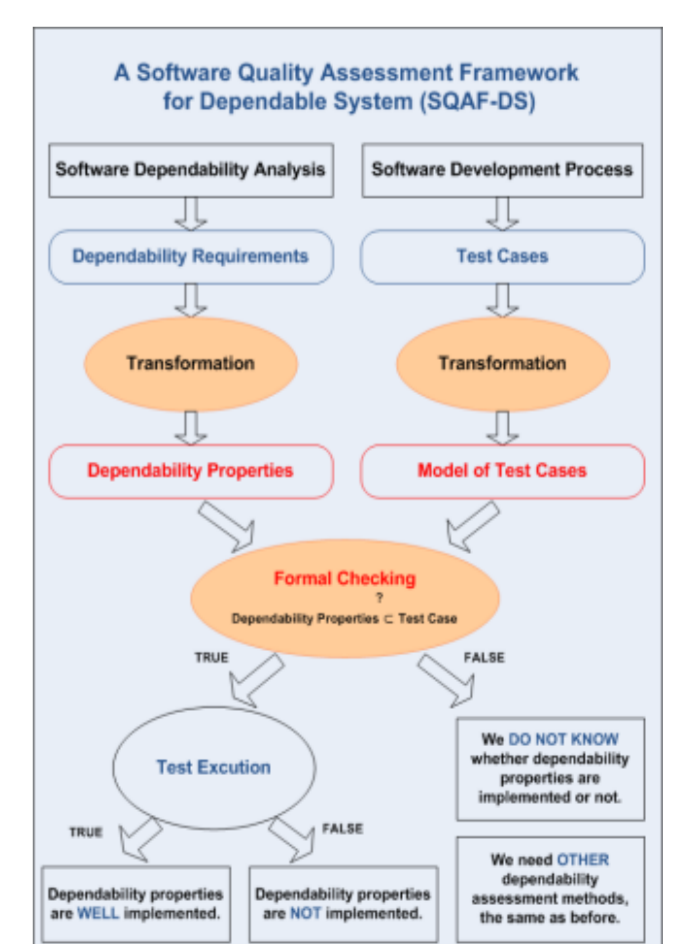 A Software Quality Assessment Framework
for Dependable System (SQAF-DS)
Software Dependability Analysis
Software Development Process
Dependability Requirements
Test Cases
Transformation
Transformation
Dependability Properties
Model of Test Cases
Formal Checking
?
Dependability Properties ⊂ Test Case
TRUE
FALSE
Test Excution
We DO NOT KNOW
whether dependability
properties are
implemented or not.
TRUE
FALSE
Dependability properties
are WELL implemented.
Dependability properties
are NOT implemented.
We need OTHER
dependability
assessment methods,
the same as before.